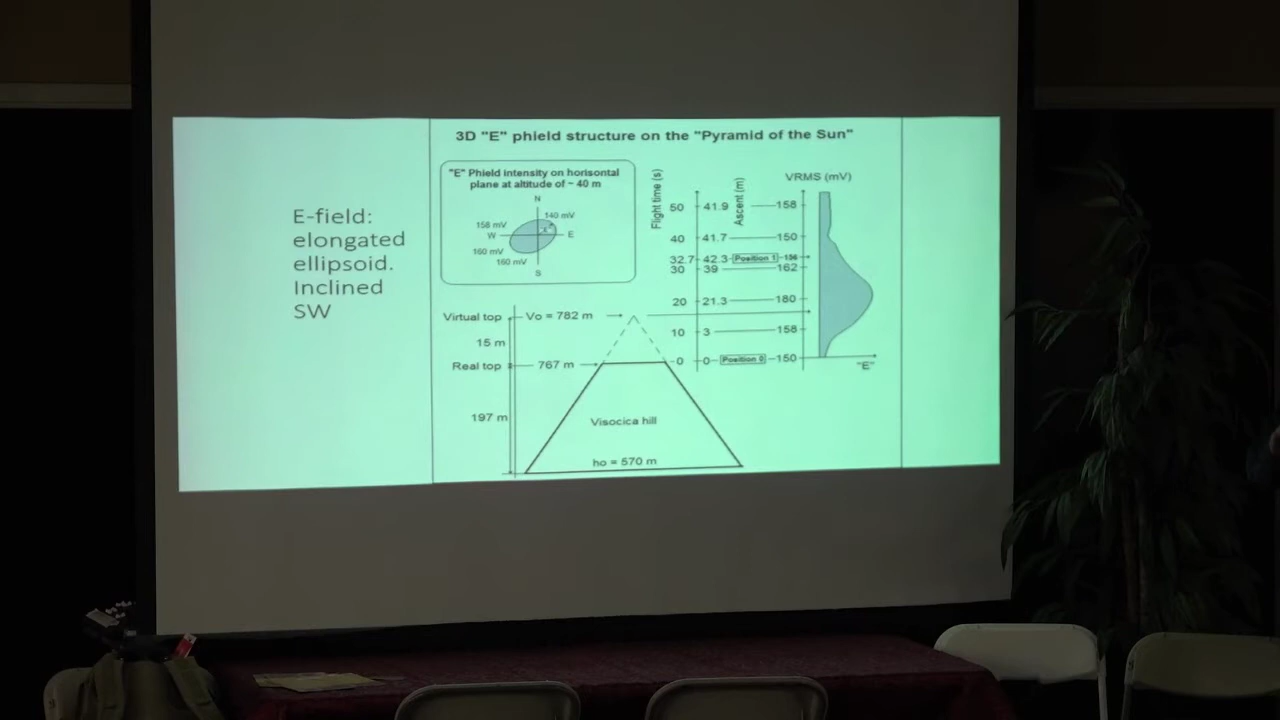 3D "E" phield structure on the "Pyramid of the Sun"
E-field:
elongated
ellipsoid.
Inclined
SW
"E" Phield intensity on horisontal
plane at altitude of ~ 40 m
N
140 mV
158 mV
W
E
160 mV
160 mV
S
Flight time (s)
Ascent (m)
VRMS (mV)
50 41.9 158
40 41.7 150
32.7 42.3 Position 1 156
30 39 162
20 21.3 180
10 3 158
0 0 Position 0 150
"E"
Virtual top Vo = 782 m
15 m
Real top 767 m
197 m
Visocica hill
ho = 570 m